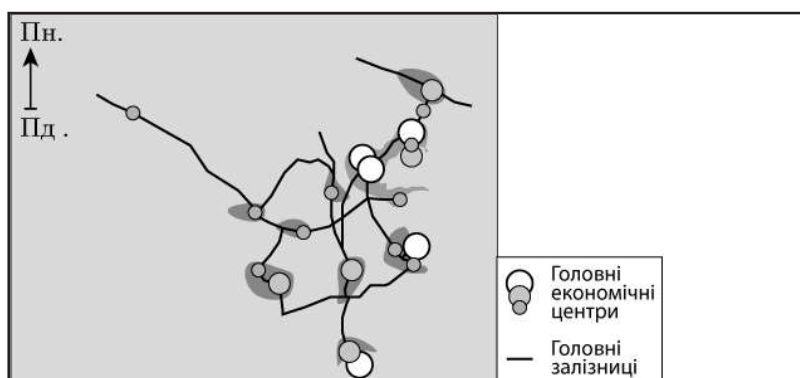 Пн.
Пд .
Головні
економічні
центри
Головні
залізниці